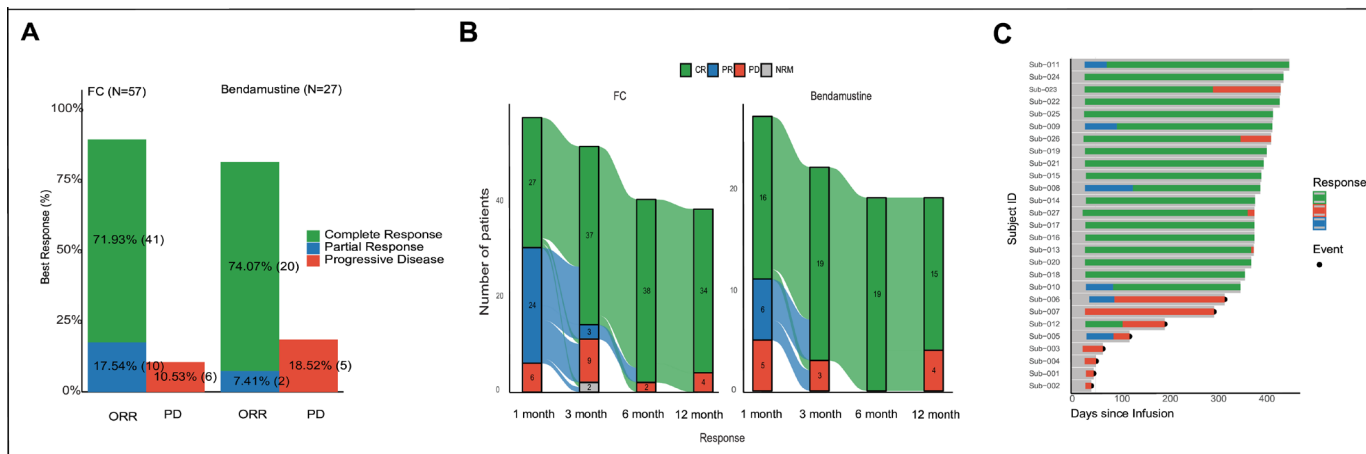 A
FC (N=57)
Bendamustine (N=27)
100%
75%
50%
25%
0%
Best Response (%)
71.93% (41)
17.54% (10)
10.53% (6)
74.07% (20)
7.41% (2)
18.52% (5)
ORR
PD
ORR
PD
Complete Response
Partial Response
Progressive Disease
B
CR
PR
PD
NRM
FC
Bendamustine
Number of patients
40
20
0
27
24
6
37
3
9
2
38
2
34
4
20
10
0
16
6
5
19
3
19
15
4
1 month
3 month
6 month
12 month
1 month
3 month
6 month
12 month
Response
C
Subject ID
Sub-011
Sub-024
Sub-023
Sub-022
Sub-025
Sub-009
Sub-026
Sub-019
Sub-021
Sub-015
Sub-008
Sub-014
Sub-027
Sub-017
Sub-016
Sub-013
Sub-020
Sub-018
Sub-010
Sub-006
Sub-007
Sub-012
Sub-005
Sub-003
Sub-004
Sub-001
Sub-002
0
100
200
300
400
Days since Infusion
Response
Event